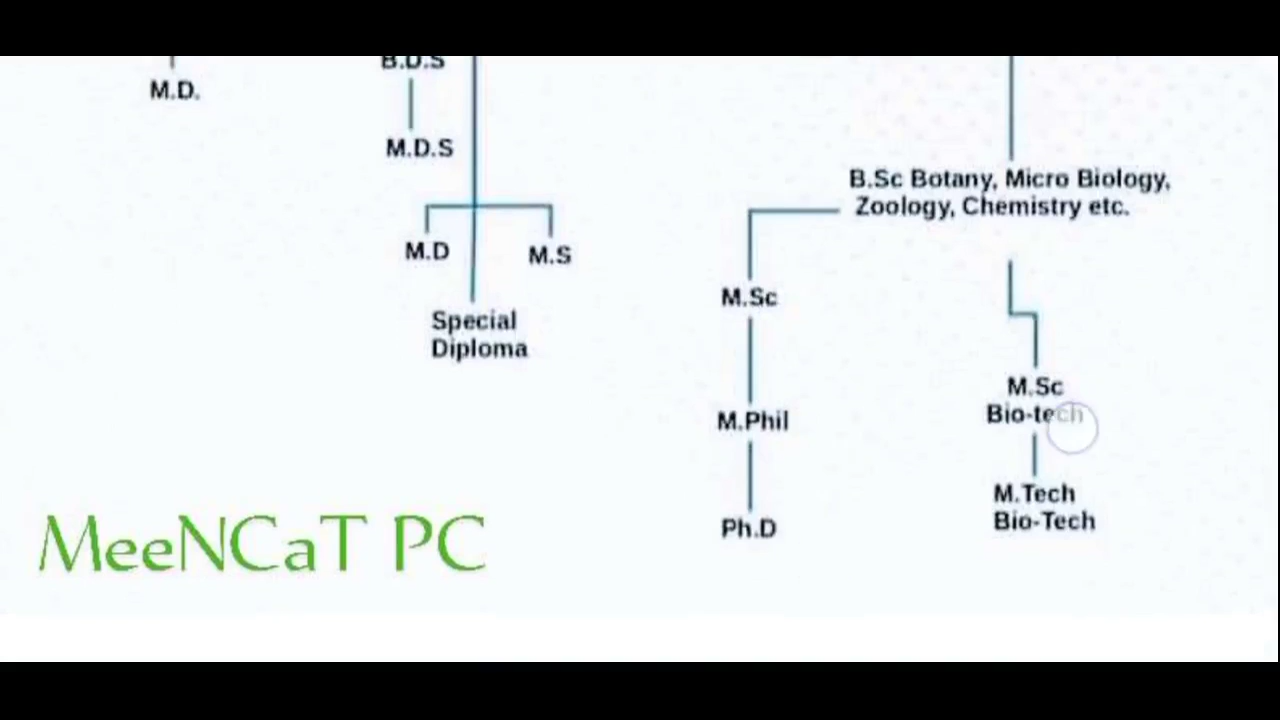 B.D.S
M.D.
M.D.S
B.Sc Botany, Micro Biology,
Zoology, Chemistry etc.
M.D
M.S
M.Sc
Special
Diploma
M.Sc
Bio-tech
M.Phil
M.Tech
Bio-Tech
Ph.D
MeeNCaT PC